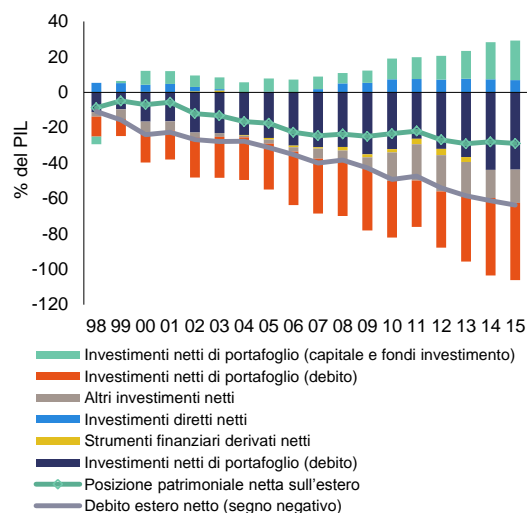 % del PIL
40
20
0
-20
-40
-60
-80
-100
-120
98 99 00 01 02 03 04 05 06 07 08 09 10 11 12 13 14 15
Investimenti netti di portafoglio (capitale e fondi investimento)
Investimenti netti di portafoglio (debito)
Altri investimenti netti
Investimenti diretti netti
Strumenti finanziari derivati netti
Investimenti netti di portafoglio (debito)
Posizione patrimoniale netta sull'estero
Debito estero netto (segno negativo)